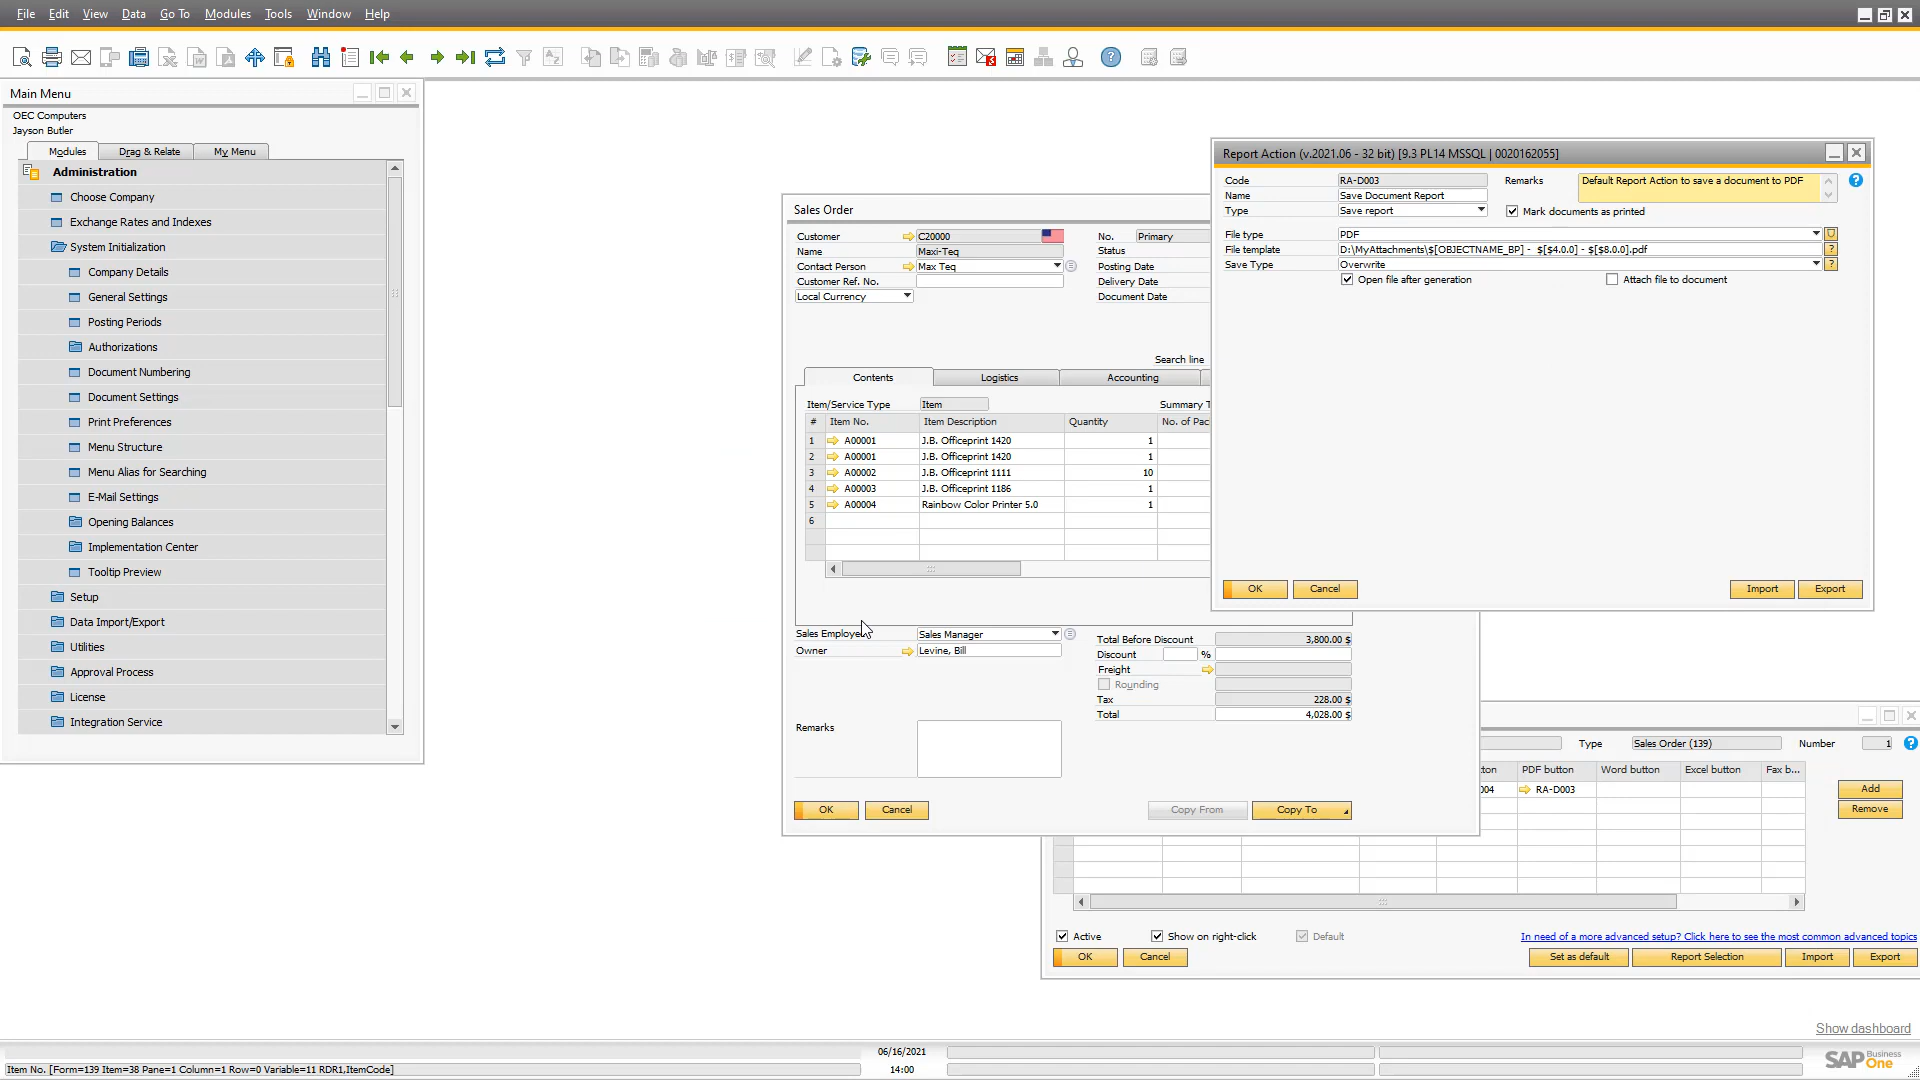 File Edit View Data Go To Modules Tools Window Help
Main Menu
OEC Computers
Jayson Butler
Modules Drag & Relate My Menu
Administration
Choose Company
Exchange Rates and Indexes
System Initialization
Company Details
General Settings
Posting Periods
Authorizations
Document Numbering
Document Settings
Print Preferences
Menu Structure
Menu Alias for Searching
E-Mail Settings
Opening Balances
Implementation Center
Tooltip Preview
Setup
Data Import/Export
Utilities
Approval Process
License
Integration Service
Sales Order
Customer C20000 No. Primary
Name Maxi-Teq Status
Contact Person Max Teq Posting Date
Customer Ref. No. Delivery Date
Local Currency Document Date
Search line
Contents Logistics Accounting
Item/Service Type Item Summary T
# Item No. Item Description Quantity No. of Pac
1 A00001 J.B. Officeprint 1420 1
2 A00001 J.B. Officeprint 1420 1
3 A00002 J.B. Officeprint 1111 10
4 A00003 J.B. Officeprint 1186 1
5 A00004 Rainbow Color Printer 5.0 1
6
Sales Employee Sales Manager
Owner Levine, Bill
Remarks
Total Before Discount 3,800.00 $
Discount %
Freight
Rounding
Tax 228.00 $
Total 4,028.00 $
OK Cancel Copy From Copy To
Report Action (v.2021.06 - 32 bit) [9.3 PL14 MSSQL | 0020162055]
Code RA-D003 Remarks Default Report Action to save a document to PDF
Name Save Document Report
Type Save report Mark documents as printed
File type PDF
File template D:\MyAttachments\$[OBJECTNAME_BP] - $[$4.0.0] - $[$8.0.0].pdf
Save Type Overwrite
Open file after generation Attach file to document
OK Cancel Import Export
Type Sales Order (139) Number 1
ton PDF button Word button Excel button Fax b...
004 RA-D003
Add
Remove
Active Show on right-click Default
In need of a more advanced setup? Click here to see the most common advanced topics
OK Cancel Set as default Report Selection Import Export
Show dashboard
06/16/2021
14:00
Item No. [Form=139 Item=38 Pane=1 Column=1 Row=0 Variable=11 RDR1,ItemCode]
SAP Business One